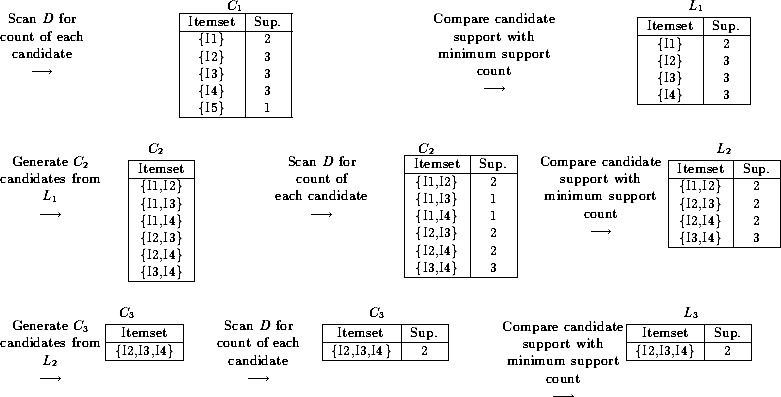 Scan D for
count of each
candidate
⟶
C₁
Itemset Sup.
{I1} 2
{I2} 3
{I3} 3
{I4} 3
{I5} 1
Compare candidate
support with
minimum support
count
⟶
L₁
Itemset Sup.
{I1} 2
{I2} 3
{I3} 3
{I4} 3
Generate C₂
candidates from
L₁
⟶
C₂
Itemset
{I1,I2}
{I1,I3}
{I1,I4}
{I2,I3}
{I2,I4}
{I3,I4}
Scan D for
count of
each candidate
⟶
C₂
Itemset Sup.
{I1,I2} 2
{I1,I3} 1
{I1,I4} 1
{I2,I3} 2
{I2,I4} 2
{I3,I4} 3
Compare candidate
support with
minimum support
count
⟶
L₂
Itemset Sup.
{I1,I2} 2
{I2,I3} 2
{I2,I4} 2
{I3,I4} 3
Generate C₃
candidates from
L₂
⟶
C₃
Itemset
{I2,I3,I4}
Scan D for
count of each
candidate
⟶
C₃
Itemset Sup.
{I2,I3,I4} 2
Compare candidate
support with
minimum support
count
⟶
L₃
Itemset Sup.
{I2,I3,I4} 2